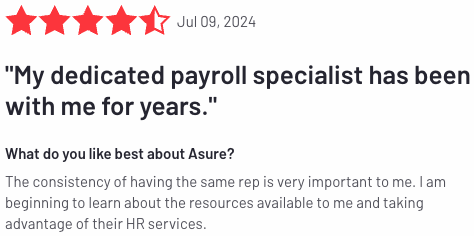 Jul 09, 2024
"My dedicated payroll specialist has been
with me for years."
What do you like best about Asure?
The consistency of having the same rep is very important to me. I am
beginning to learn about the resources available to me and taking
advantage of their HR services.